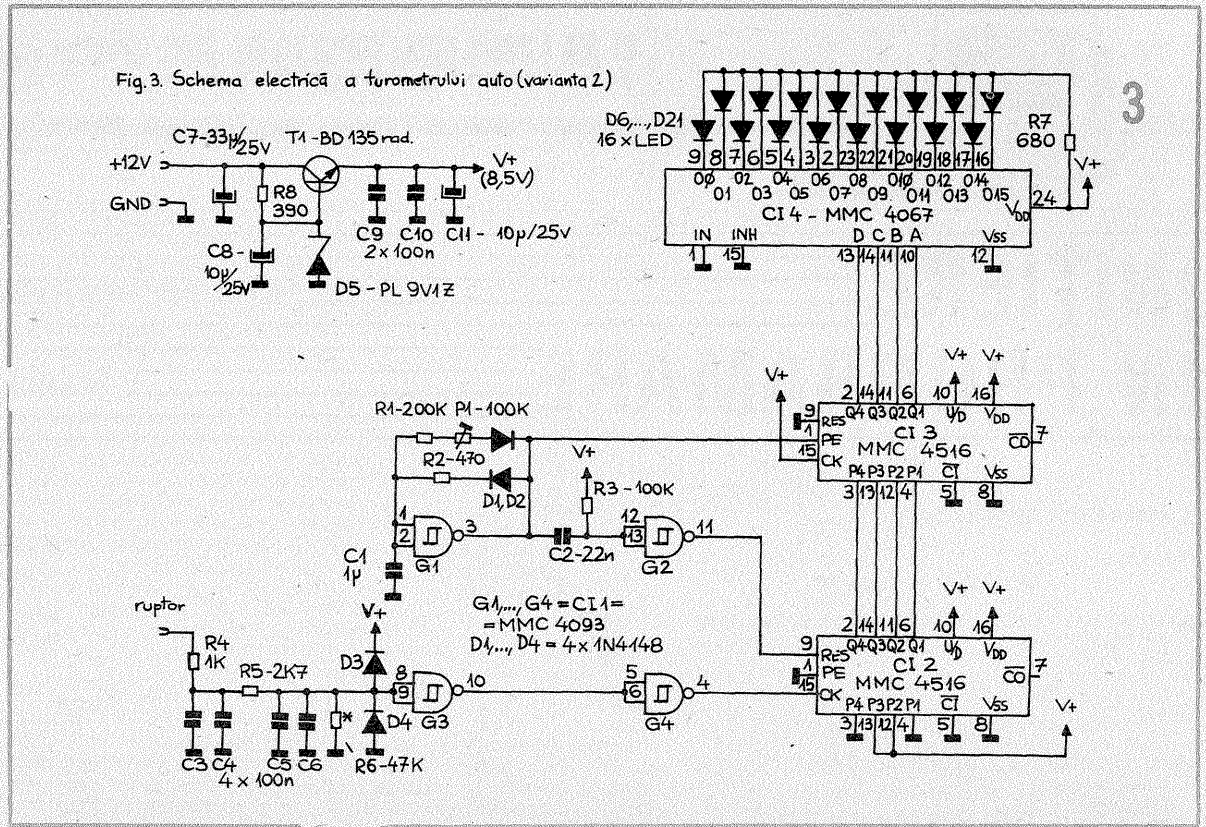 Fig. 3. Schema electrică a turometrului auto (varianta 2)
3
C7-33µ/25V
T1-BD 135 rad.
+12V
V+
(8,5V)
GND
R8
390
C9
C10
2x100n
C11 - 10µ/25V
C8-
10µ/
25V
D5-PL 9V1Z
D6,...,D21
16xLED
R7
680
V+
9 8 7 6 5 4 3 2 23 22 21 20 19 18 17 16
O0 O2 O4 O6 O8 O10 O12 O14
O1 O3 O5 O7 O9 O11 O13 O15
CI 4 - MMC 4067
VDD
24
IN INH D C B A VSS
1 15 13 14 11 10 12
V+ V+ V+
2 14 11 6 10 16
9 RES Q4 Q3 Q2 Q1 U/D VDD
1 PE CI 3 CO 7
15 CK MMC 4516
P4 P3 P2 P1 CI VSS
3 13 12 4 5 8
R1-200K P1-100K
R2-470
D1,D2
V+
R3-100K
1
2
3
G1
C1
1µ
C2-22n
12
13
11
G2
G1,...,G4 = CI1=
= MMC 4093
D1,...,D4 = 4x1N4148
ruptor
R4
1K
R5-2K7
V+
D3
D4
*
C3 C4 C5 C6
4x100n
R6-47K
8
9
10
G3
5
6
4
G4
V+ V+
2 14 11 6 10 16
9 RES Q4 Q3 Q2 Q1 U/D VDD
1 PE CI 2 CO 7
15 CK MMC 4516
P4 P3 P2 P1 CI VSS
3 13 12 4 5 8
V+